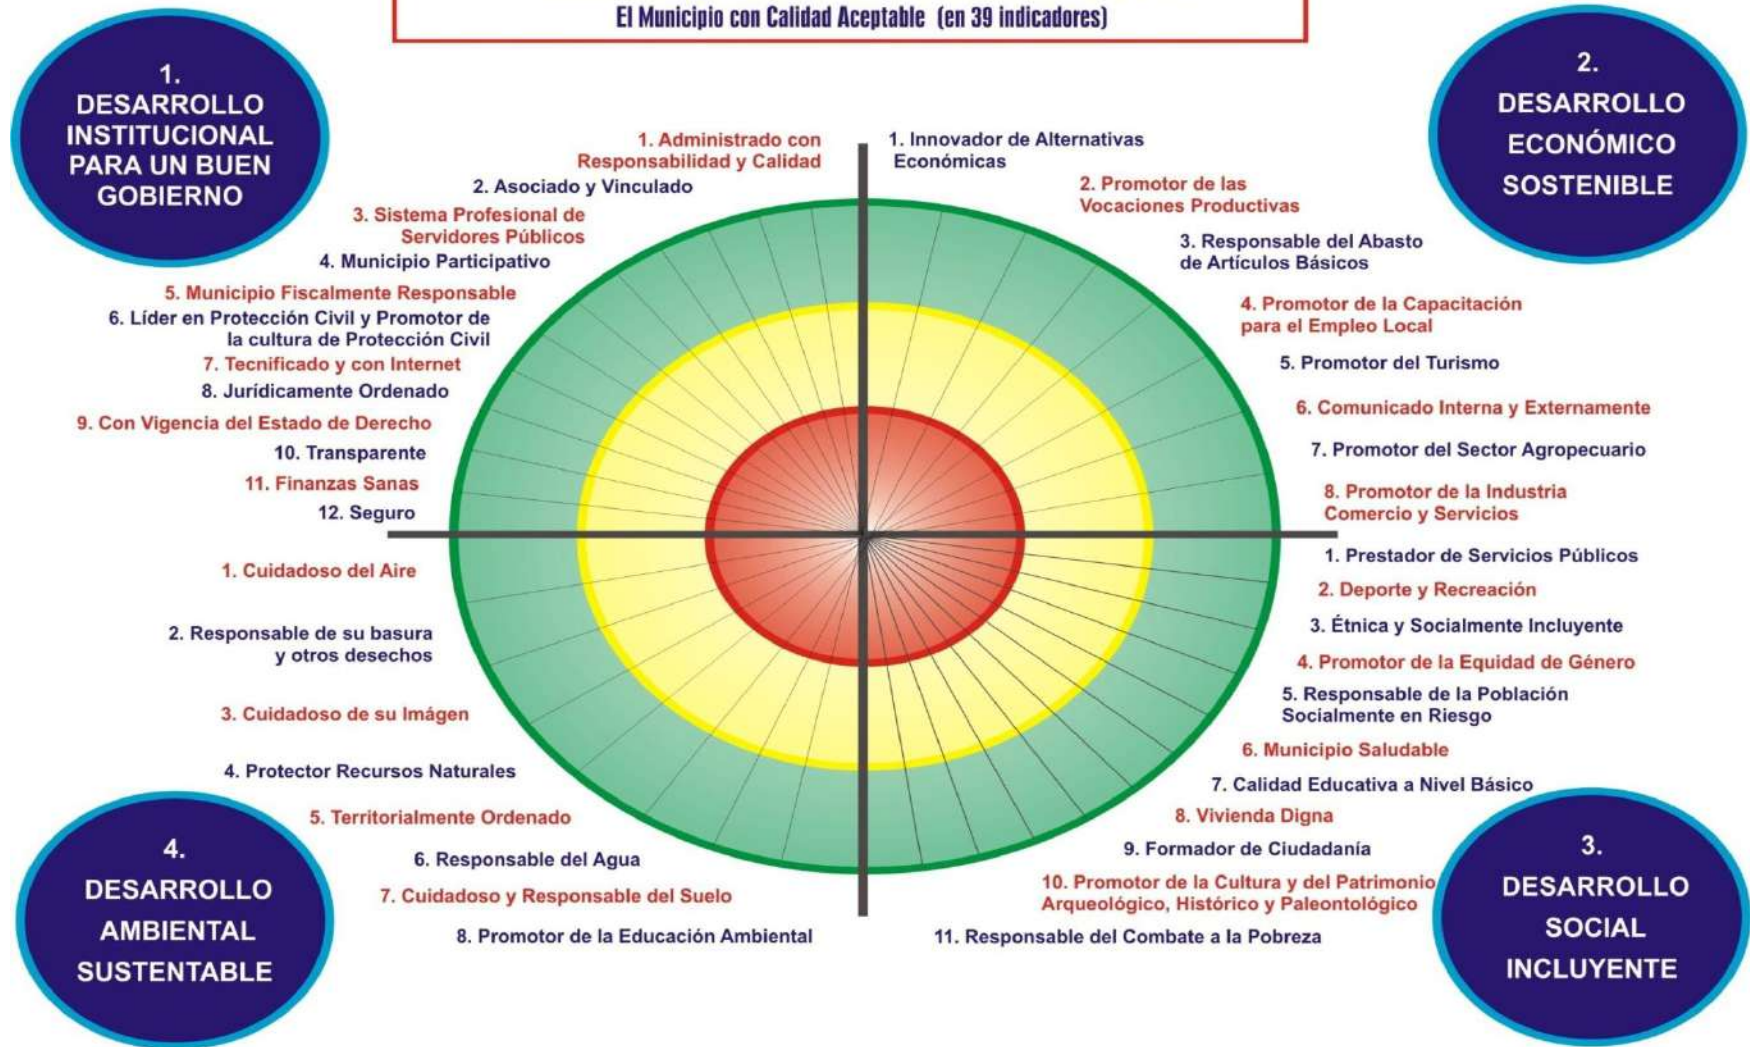 El Municipio con Calidad Aceptable (en 39 indicadores)
1.
DESARROLLO
INSTITUCIONAL
PARA UN BUEN
GOBIERNO
1. Administrado con
Responsabilidad y Calidad
2. Asociado y Vinculado
3. Sistema Profesional de
Servidores Públicos
4. Municipio Participativo
5. Municipio Fiscalmente Responsable
6. Líder en Protección Civil y Promotor de
la cultura de Protección Civil
7. Tecnificado y con Internet
8. Jurídicamente Ordenado
9. Con Vigencia del Estado de Derecho
10. Transparente
11. Finanzas Sanas
12. Seguro
2.
DESARROLLO
ECONÓMICO
SOSTENIBLE
1. Innovador de Alternativas
Económicas
2. Promotor de las
Vocaciones Productivas
3. Responsable del Abasto
de Artículos Básicos
4. Promotor de la Capacitación
para el Empleo Local
5. Promotor del Turismo
6. Comunicado Interna y Externamente
7. Promotor del Sector Agropecuario
8. Promotor de la Industria
Comercio y Servicios
1. Prestador de Servicios Públicos
2. Deporte y Recreación
3. Étnica y Socialmente Incluyente
4. Promotor de la Equidad de Género
5. Responsable de la Población
Socialmente en Riesgo
6. Municipio Saludable
7. Calidad Educativa a Nivel Básico
8. Vivienda Digna
9. Formador de Ciudadanía
10. Promotor de la Cultura y del Patrimonio
Arqueológico, Histórico y Paleontológico
11. Responsable del Combate a la Pobreza
3.
DESARROLLO
SOCIAL
INCLUYENTE
1. Cuidadoso del Aire
2. Responsable de su basura
y otros desechos
3. Cuidadoso de su Imágen
4. Protector Recursos Naturales
5. Territorialmente Ordenado
6. Responsable del Agua
7. Cuidadoso y Responsable del Suelo
8. Promotor de la Educación Ambiental
4.
DESARROLLO
AMBIENTAL
SUSTENTABLE